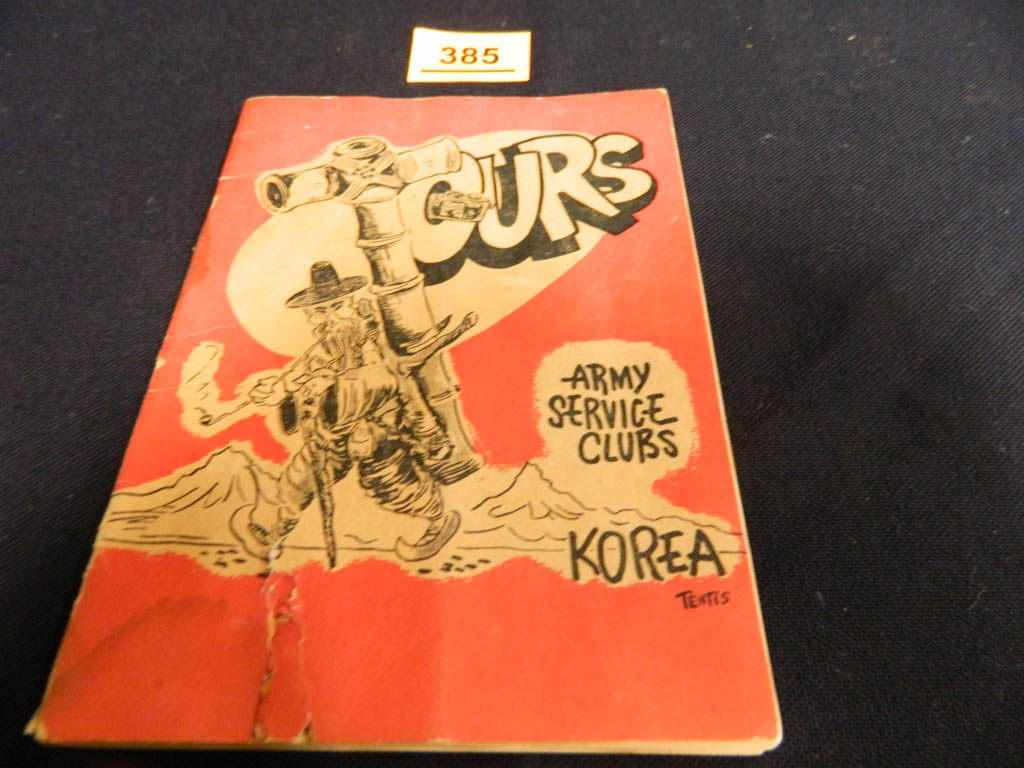 385
TOURS
ARMY
SERVICE
CLUBS
KOREA
TENTIS